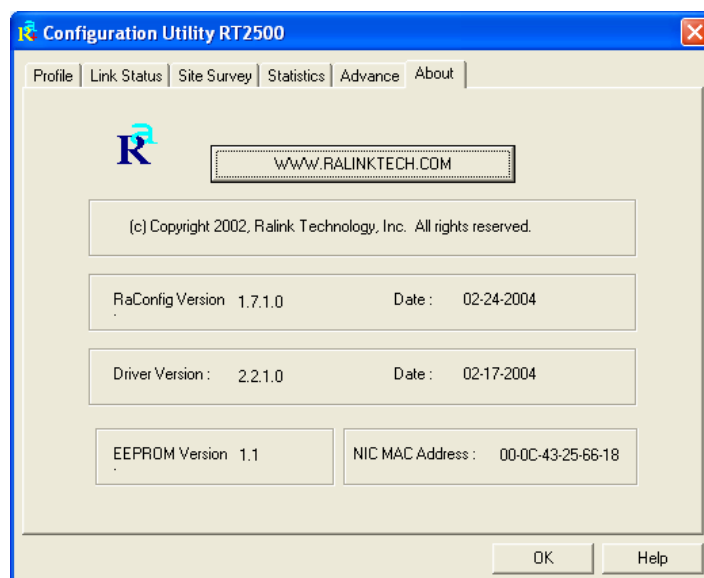 Ra Configuration Utility RT2500
Profile Link Status Site Survey Statistics Advance About
Ra
WWW.RALINKTECH.COM
(c) Copyright 2002, Ralink Technology, Inc. All rights reserved.
RaConfig Version 1.7.1.0 Date : 02-24-2004
Driver Version : 2.2.1.0 Date : 02-17-2004
EEPROM Version 1.1 NIC MAC Address : 00-0C-43-25-66-18
OK Help